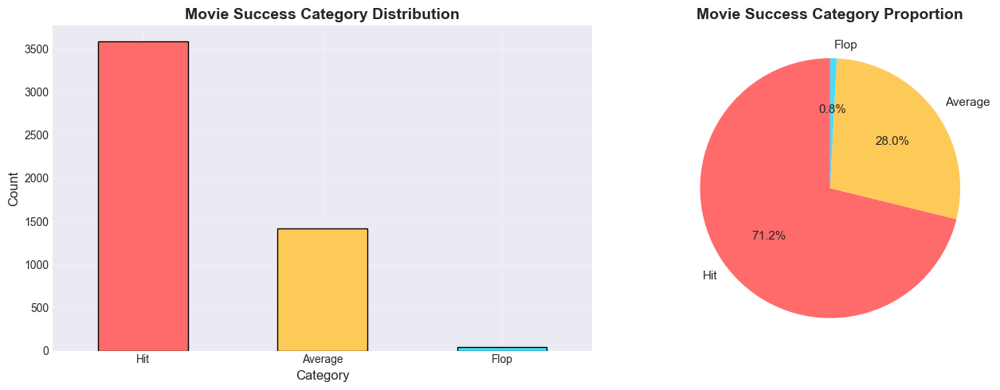 Movie Success Category Distribution
3500
3000
2500
2000
1500
1000
500
0
Count
Hit
Average
Flop
Category
Movie Success Category Proportion
Flop
0.8%
Average
28.0%
71.2%
Hit